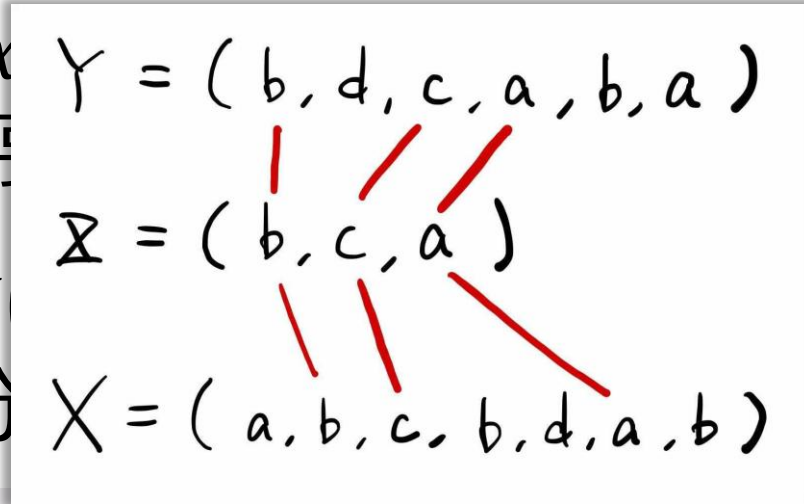 Y = ( b, d, c, a, b, a )
Z = ( b, c, a )
X = ( a, b, c, b, d, a, b )